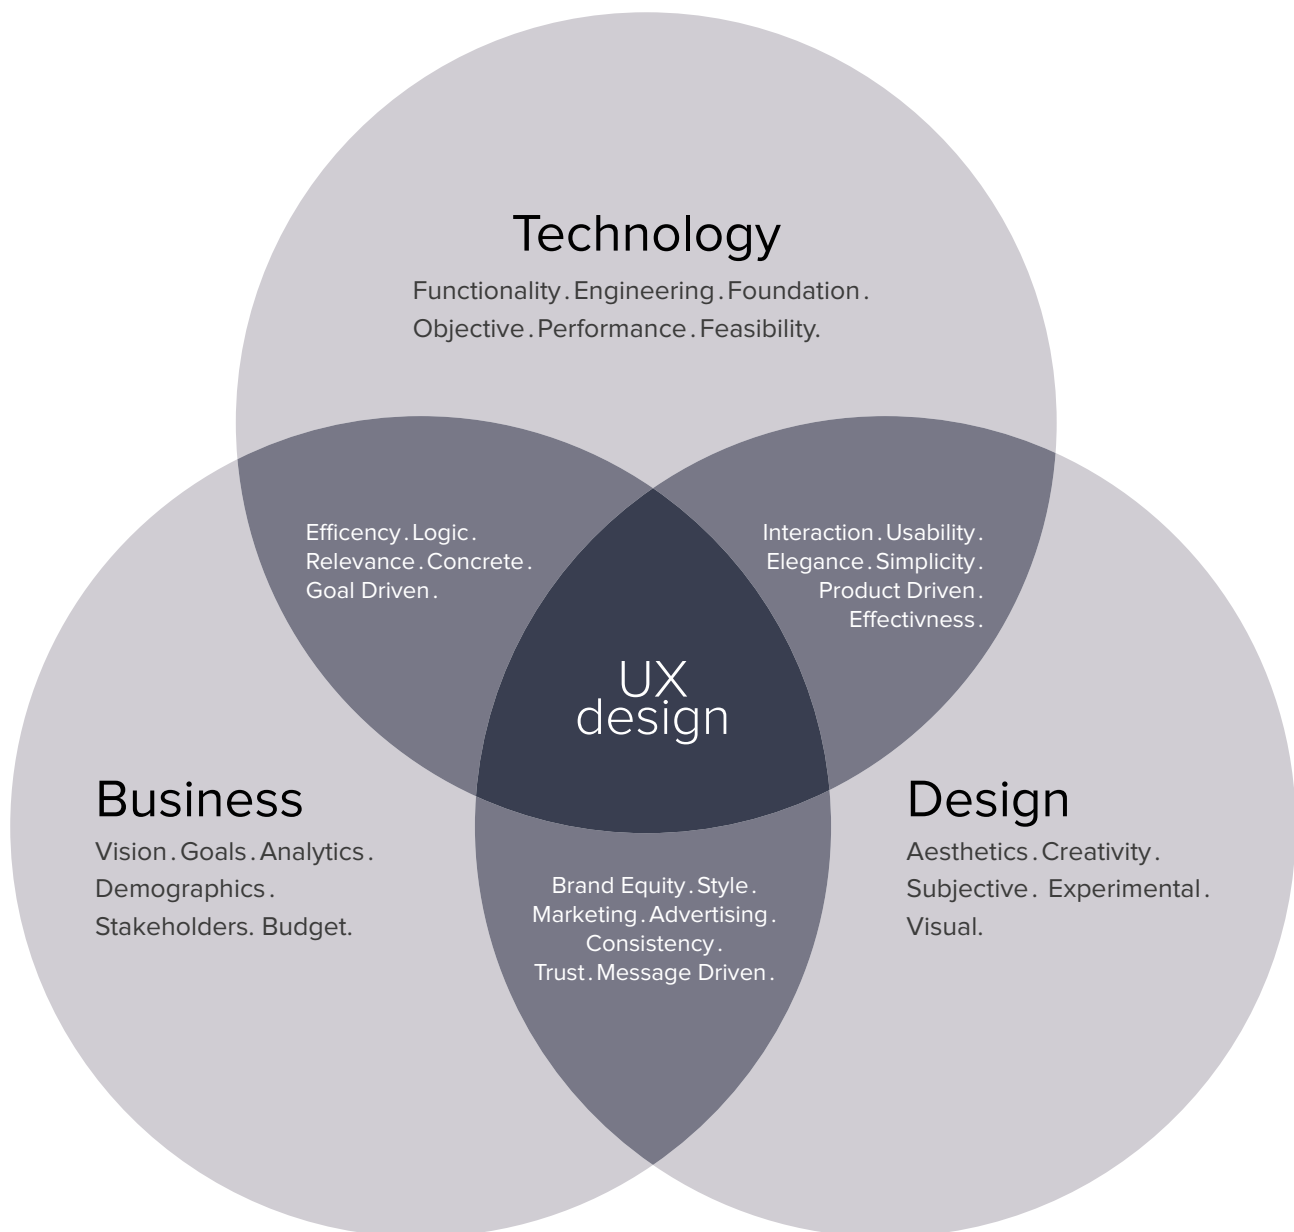 Technology
Functionality . Engineering . Foundation .
Objective . Performance . Feasibility.
Efficency . Logic .
Relevance . Concrete .
Goal Driven .
Interaction . Usability .
Elegance . Simplicity .
Product Driven .
Effectivness .
UX
design
Business
Vision . Goals . Analytics .
Demographics .
Stakeholders. Budget.
Design
Aesthetics . Creativity .
Subjective . Experimental .
Visual.
Brand Equity . Style .
Marketing . Advertising .
Consistency .
Trust . Message Driven .